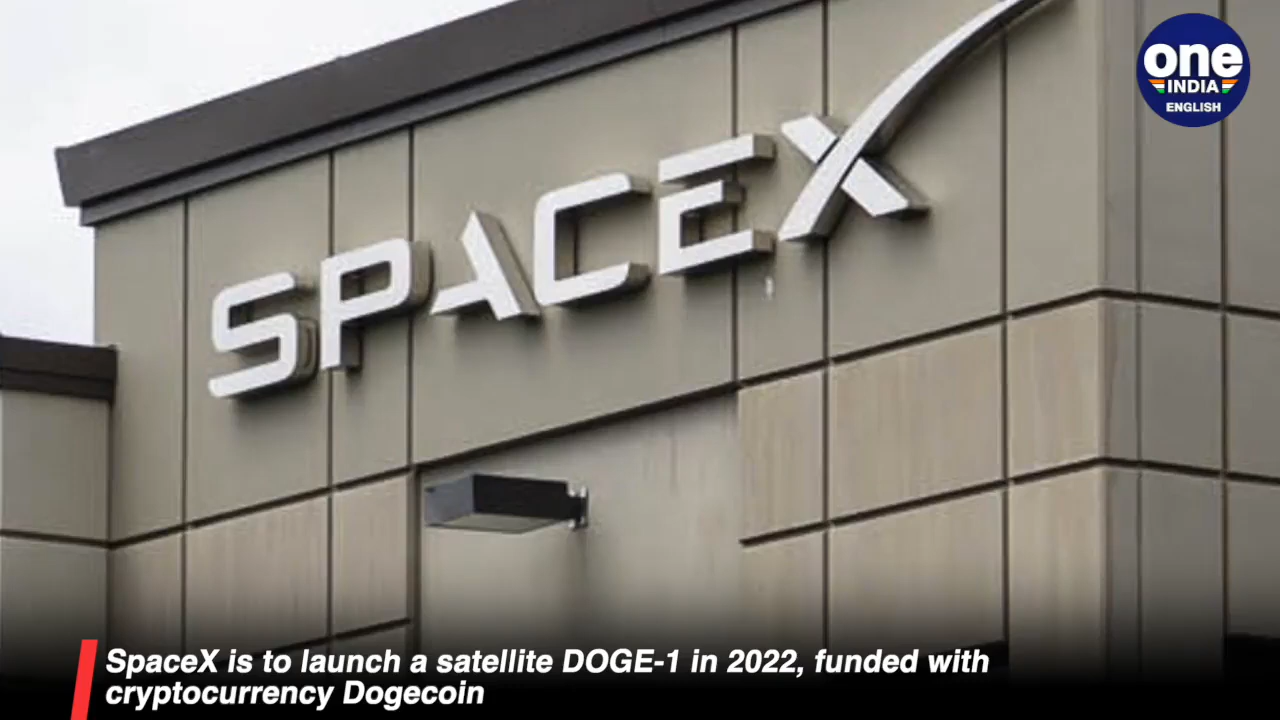 one
INDIA
ENGLISH
SPACEX
SpaceX is to launch a satellite DOGE-1 in 2022, funded with
cryptocurrency Dogecoin